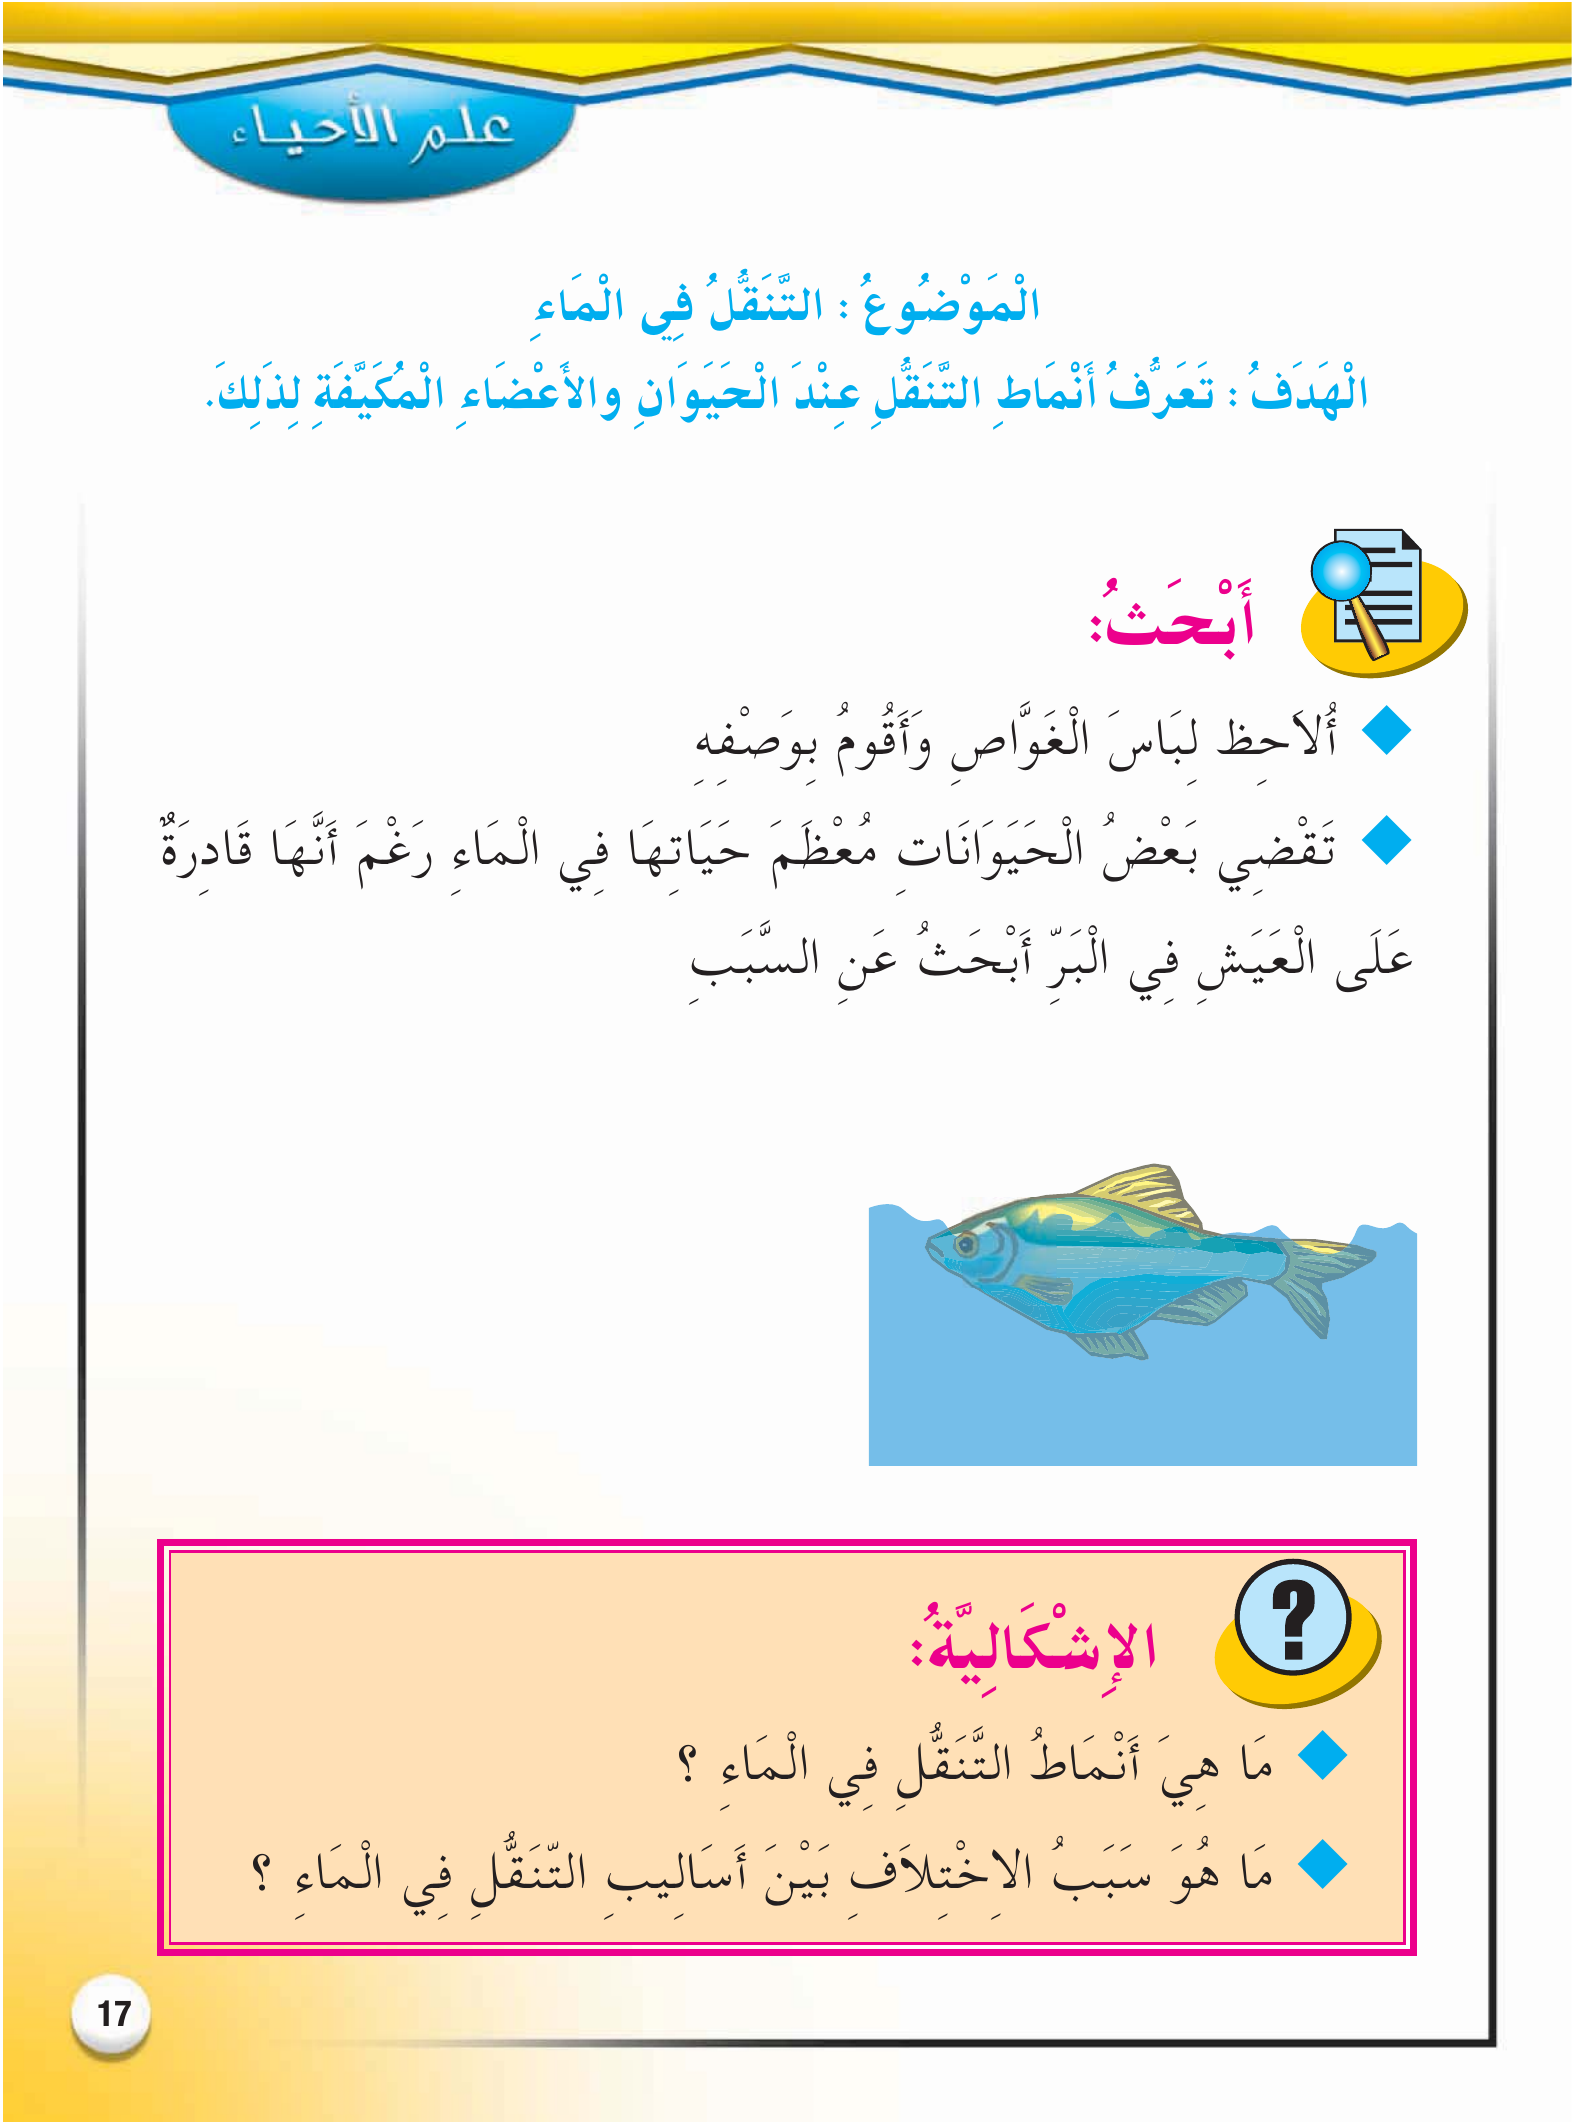 علم الأحياء
الْمَوْضُوعُ : التَّنَقُّلُ فِي الْمَاءِ
الْهَدَفُ : تَعَرُّفُ أَنْمَاطِ التَّنَقُّلِ عِنْدَ الْحَيَوَانِ والأَعْضَاءِ الْمُكَيَّفَةِ لِذَلِكَ.
أَبْحَثُ:
أُلاَحِظ لِبَاسَ الْغَوَّاصِ وَأَقُومُ بِوَصْفِهِ
تَقْضِي بَعْضُ الْحَيَوَانَاتِ مُعْظَمَ حَيَاتِهَا فِي الْمَاءِ رَغْمَ أَنَّهَا قَادِرَةٌ
عَلَى الْعَيَشِ فِي الْبَرِّ أَبْحَثُ عَنِ السَّبَبِ
?
الإِشْكَالِيَّةُ:
مَا هِيَ أَنْمَاطُ التَّنَقُّلِ فِي الْمَاءِ ؟
مَا هُوَ سَبَبُ الاِخْتِلاَفِ بَيْنَ أَسَالِيبِ التّنَقُّلِ فِي الْمَاءِ ؟
17